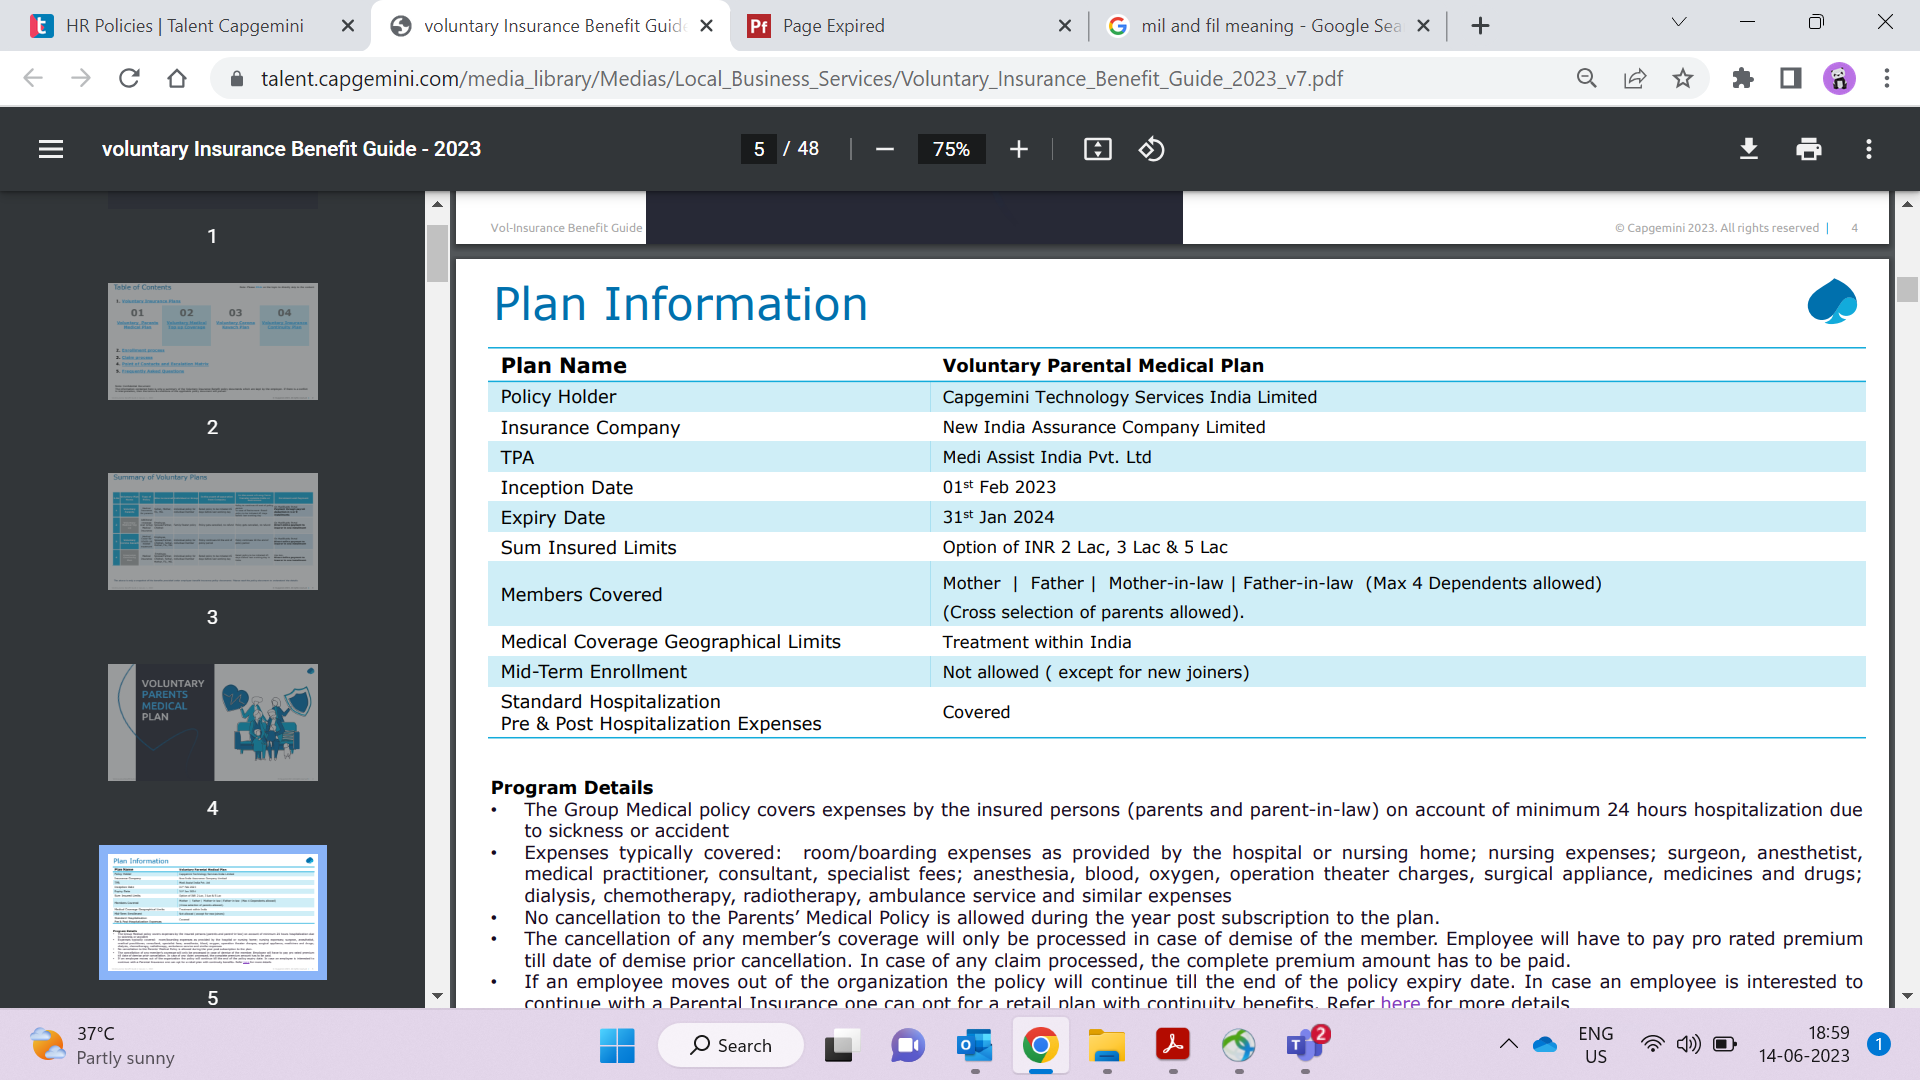 HR Policies | Talent Capgemini
voluntary Insurance Benefit Guide
Page Expired
mil and fil meaning - Google Sea
talent.capgemini.com/media_library/Medias/Local_Business_Services/Voluntary_Insurance_Benefit_Guide_2023_v7.pdf
voluntary Insurance Benefit Guide - 2023
5 / 48
75%
1
Table of Contents
01 02 03 04
2
Summary of Voluntary Plans
3
VOLUNTARY
PARENTS
MEDICAL
PLAN
4
Plan Information
5
Vol-Insurance Benefit Guide
© Capgemini 2023. All rights reserved | 4
Plan Information
Plan Name Voluntary Parental Medical Plan
Policy Holder Capgemini Technology Services India Limited
Insurance Company New India Assurance Company Limited
TPA Medi Assist India Pvt. Ltd
Inception Date 01st Feb 2023
Expiry Date 31st Jan 2024
Sum Insured Limits Option of INR 2 Lac, 3 Lac & 5 Lac
Members Covered Mother | Father | Mother-in-law | Father-in-law (Max 4 Dependents allowed)
(Cross selection of parents allowed).
Medical Coverage Geographical Limits Treatment within India
Mid-Term Enrollment Not allowed ( except for new joiners)
Standard Hospitalization
Pre & Post Hospitalization Expenses Covered
Program Details
• The Group Medical policy covers expenses by the insured persons (parents and parent-in-law) on account of minimum 24 hours hospitalization due
to sickness or accident
• Expenses typically covered: room/boarding expenses as provided by the hospital or nursing home; nursing expenses; surgeon, anesthetist,
medical practitioner, consultant, specialist fees; anesthesia, blood, oxygen, operation theater charges, surgical appliance, medicines and drugs;
dialysis, chemotherapy, radiotherapy, ambulance service and similar expenses
• No cancellation to the Parents’ Medical Policy is allowed during the year post subscription to the plan.
• The cancellation of any member’s coverage will only be processed in case of demise of the member. Employee will have to pay pro rated premium
till date of demise prior cancellation. In case of any claim processed, the complete premium amount has to be paid.
• If an employee moves out of the organization the policy will continue till the end of the policy expiry date. In case an employee is interested to
continue with a Parental Insurance one can opt for a retail plan with continuity benefits. Refer here for more details
37°C
Partly sunny
Search
2
ENG
US
18:59
14-06-2023
1